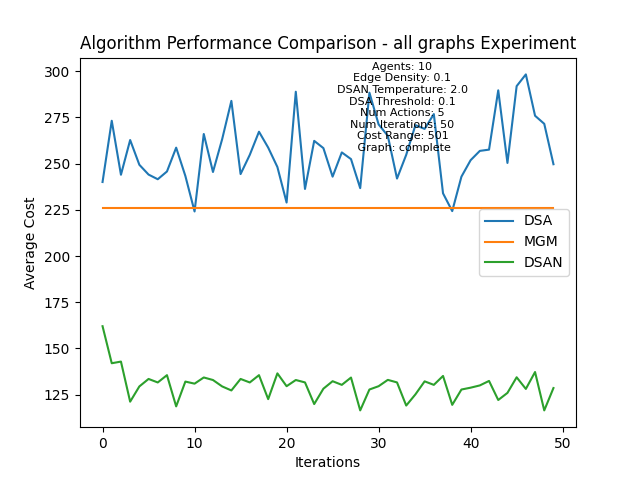 Algorithm Performance Comparison - all graphs Experiment
Agents: 10
Edge Density: 0.1
DSAN Temperature: 2.0
DSA Threshold: 0.1
Num Actions: 5
Num Iterations: 50
Cost Range: 501
Graph: complete
300
275
250
225
200
175
150
125
Average Cost
DSA
MGM
DSAN
0
10
20
30
40
50
Iterations